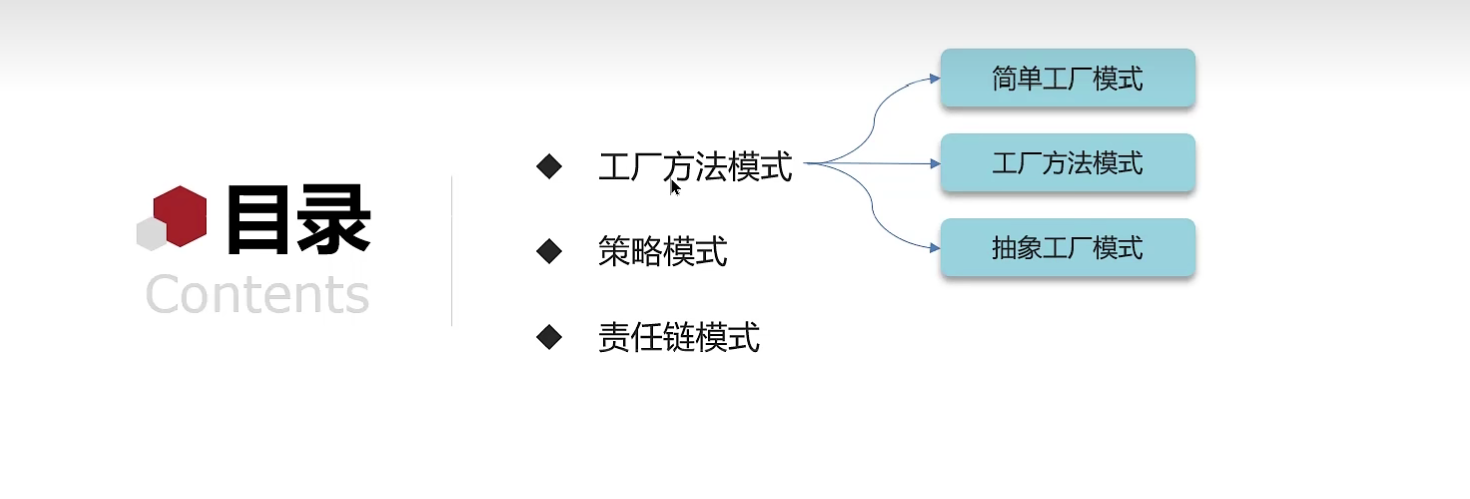 目录
Contents
工厂方法模式
策略模式
责任链模式
简单工厂模式
工厂方法模式
抽象工厂模式